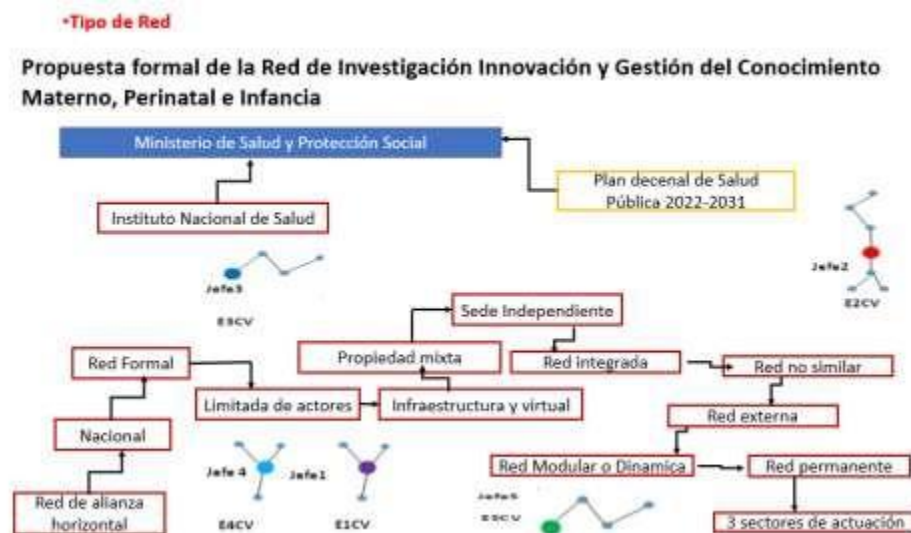 •Tipo de Red
Propuesta formal de la Red de Investigación Innovación y Gestión del Conocimiento
Materno, Perinatal e Infancia
Ministerio de Salud y Protección Social
Plan decenal de Salud
Pública 2022-2031
Instituto Nacional de Salud
Jefe2
E2CV
Jefe3
E3CV
Sede Independiente
Propiedad mixta
Red integrada
Red Formal
Red no similar
Limitada de actores
Infraestructura y virtual
Red externa
Nacional
Red Modular o Dinamica
Red permanente
Jefe 4
Jefe1
Red de alianza
horizontal
E4CV
E1CV
Jefe5
E5CV
3 sectores de actuación